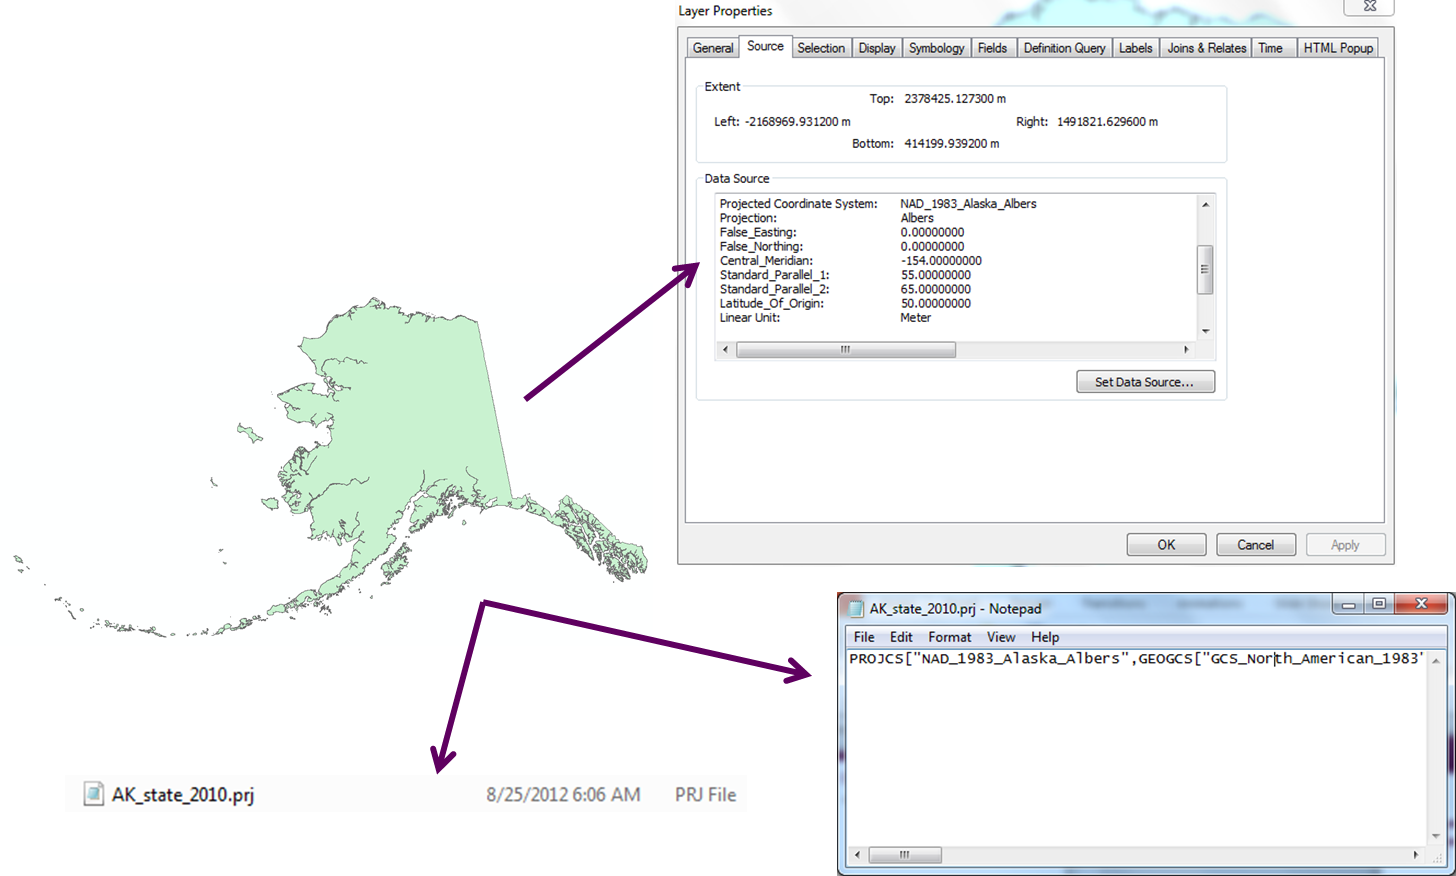 Layer Properties
General Source Selection Display Symbology Fields Definition Query Labels Joins & Relates Time HTML Popup
Extent
Top: 2378425.127300 m
Left: -2168969.931200 m Right: 1491821.629600 m
Bottom: 414199.939200 m
Data Source
Projected Coordinate System: NAD_1983_Alaska_Albers
Projection: Albers
False_Easting: 0.00000000
False_Northing: 0.00000000
Central_Meridian: -154.00000000
Standard_Parallel_1: 55.00000000
Standard_Parallel_2: 65.00000000
Latitude_Of_Origin: 50.00000000
Linear Unit: Meter
Set Data Source...
OK Cancel Apply
AK_state_2010.prj - Notepad
File Edit Format View Help
PROJCS["NAD_1983_Alaska_Albers",GEOGCS["GCS_North_American_1983"
AK_state_2010.prj 8/25/2012 6:06 AM PRJ File